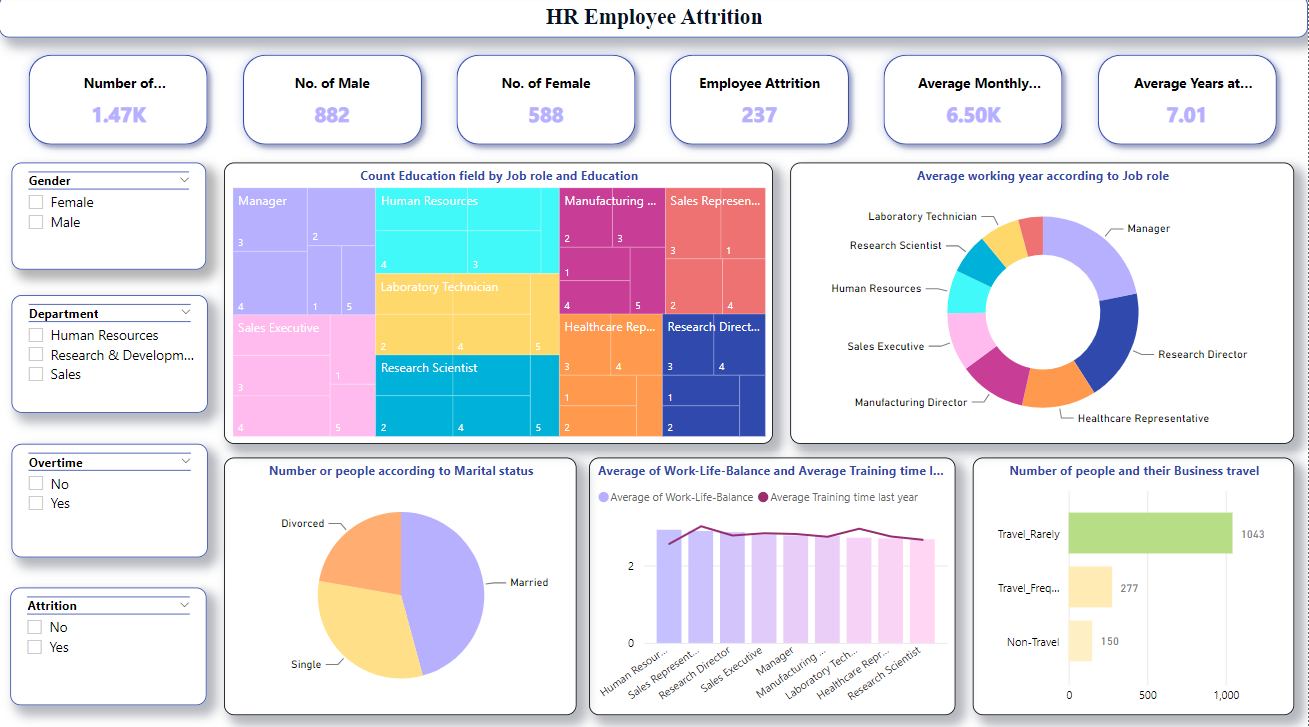 HR Employee Attrition
Number of...
1.47K
No. of Male
882
No. of Female
588
Employee Attrition
237
Average Monthly...
6.50K
Average Years at...
7.01
Gender
Female
Male
Department
Human Resources
Research & Developm...
Sales
Overtime
No
Yes
Attrition
No
Yes
Count Education field by Job role and Education
Manager
3
2
4
1
5
Sales Executive
3
1
4
5
Human Resources
4
3
Laboratory Technician
2
4
5
Research Scientist
2
4
5
Manufacturing ...
2
3
1
4
5
Sales Represen...
3
1
2
4
Healthcare Rep...
3
4
1
2
Research Direct...
3
4
1
2
Average working year according to Job role
Laboratory Technician
Manager
Research Scientist
Human Resources
Sales Executive
Research Director
Manufacturing Director
Healthcare Representative
Number or people according to Marital status
Divorced
Married
Single
Average of Work-Life-Balance and Average Training time l...
Average of Work-Life-Balance
Average Training time last year
2
0
Human Resour...
Sales Represent...
Research Director
Sales Executive
Manager
Manufacturing ...
Laboratory Tech...
Healthcare Repr...
Research Scientist
Number of people and their Business travel
Travel_Rarely
1043
Travel_Freq...
277
Non-Travel
150
0
500
1,000